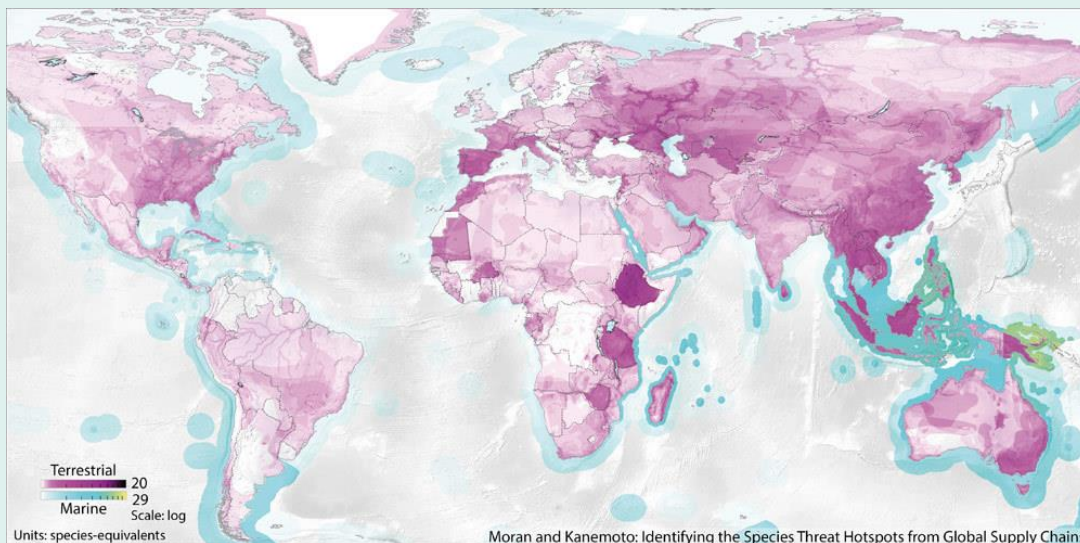 Terrestrial
20
29
Marine
Scale: log
Units: species-equivalents
Moran and Kanemoto: Identifying the Species Threat Hotspots from Global Supply Chain